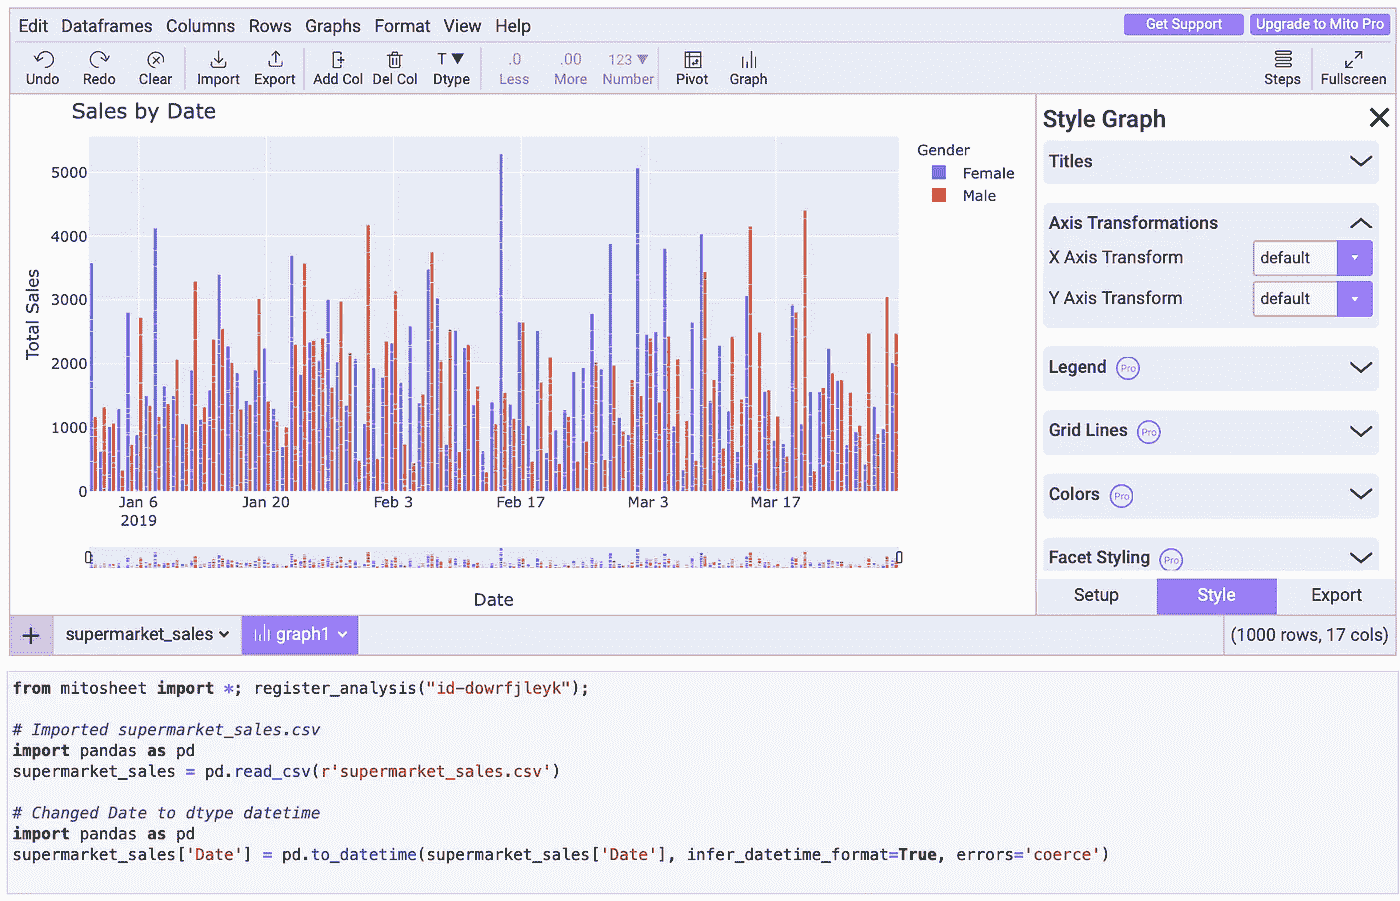 Edit Dataframes Columns Rows Graphs Format View Help Get Support Upgrade to Mito Pro
T .0 .00 123
Undo Redo Clear Import Export Add Col Del Col Dtype Less More Number Pivot Graph Steps Fullscreen
Sales by Date
Total Sales
5000
4000
3000
2000
1000
0
Jan 6 Jan 20 Feb 3 Feb 17 Mar 3 Mar 17
2019
Date
Gender
Female
Male
Style Graph
Titles
Axis Transformations
X Axis Transform default
Y Axis Transform default
Legend Pro
Grid Lines Pro
Colors Pro
Facet Styling Pro
Setup Style Export
+ supermarket_sales graph1 (1000 rows, 17 cols)
from mitosheet import *; register_analysis("id-dowrfjleyk");
# Imported supermarket_sales.csv
import pandas as pd
supermarket_sales = pd.read_csv(r'supermarket_sales.csv')
# Changed Date to dtype datetime
import pandas as pd
supermarket_sales['Date'] = pd.to_datetime(supermarket_sales['Date'], infer_datetime_format=True, errors='coerce')